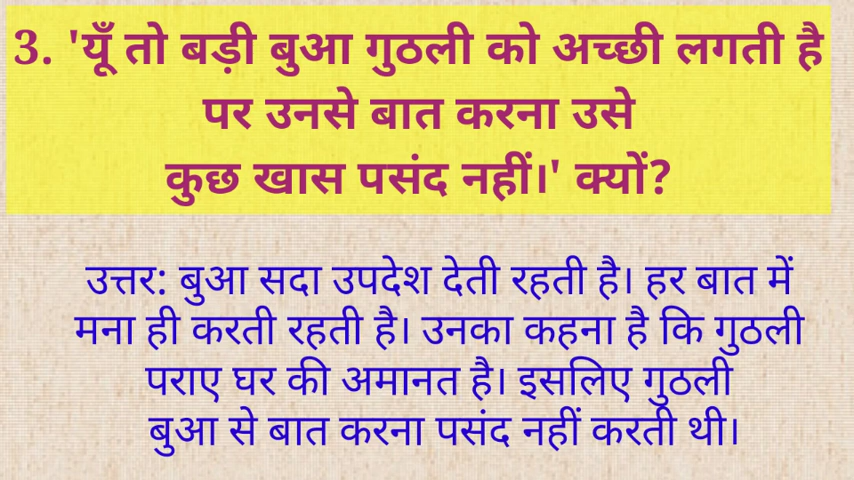 3. 'यूँ तो बड़ी बुआ गुठली को अच्छी लगती है
पर उनसे बात करना उसे
कुछ खास पसंद नहीं।' क्यों?
उत्तर: बुआ सदा उपदेश देती रहती है। हर बात में
मना ही करती रहती है। उनका कहना है कि गुठली
पराए घर की अमानत है। इसलिए गुठली
बुआ से बात करना पसंद नहीं करती थी।